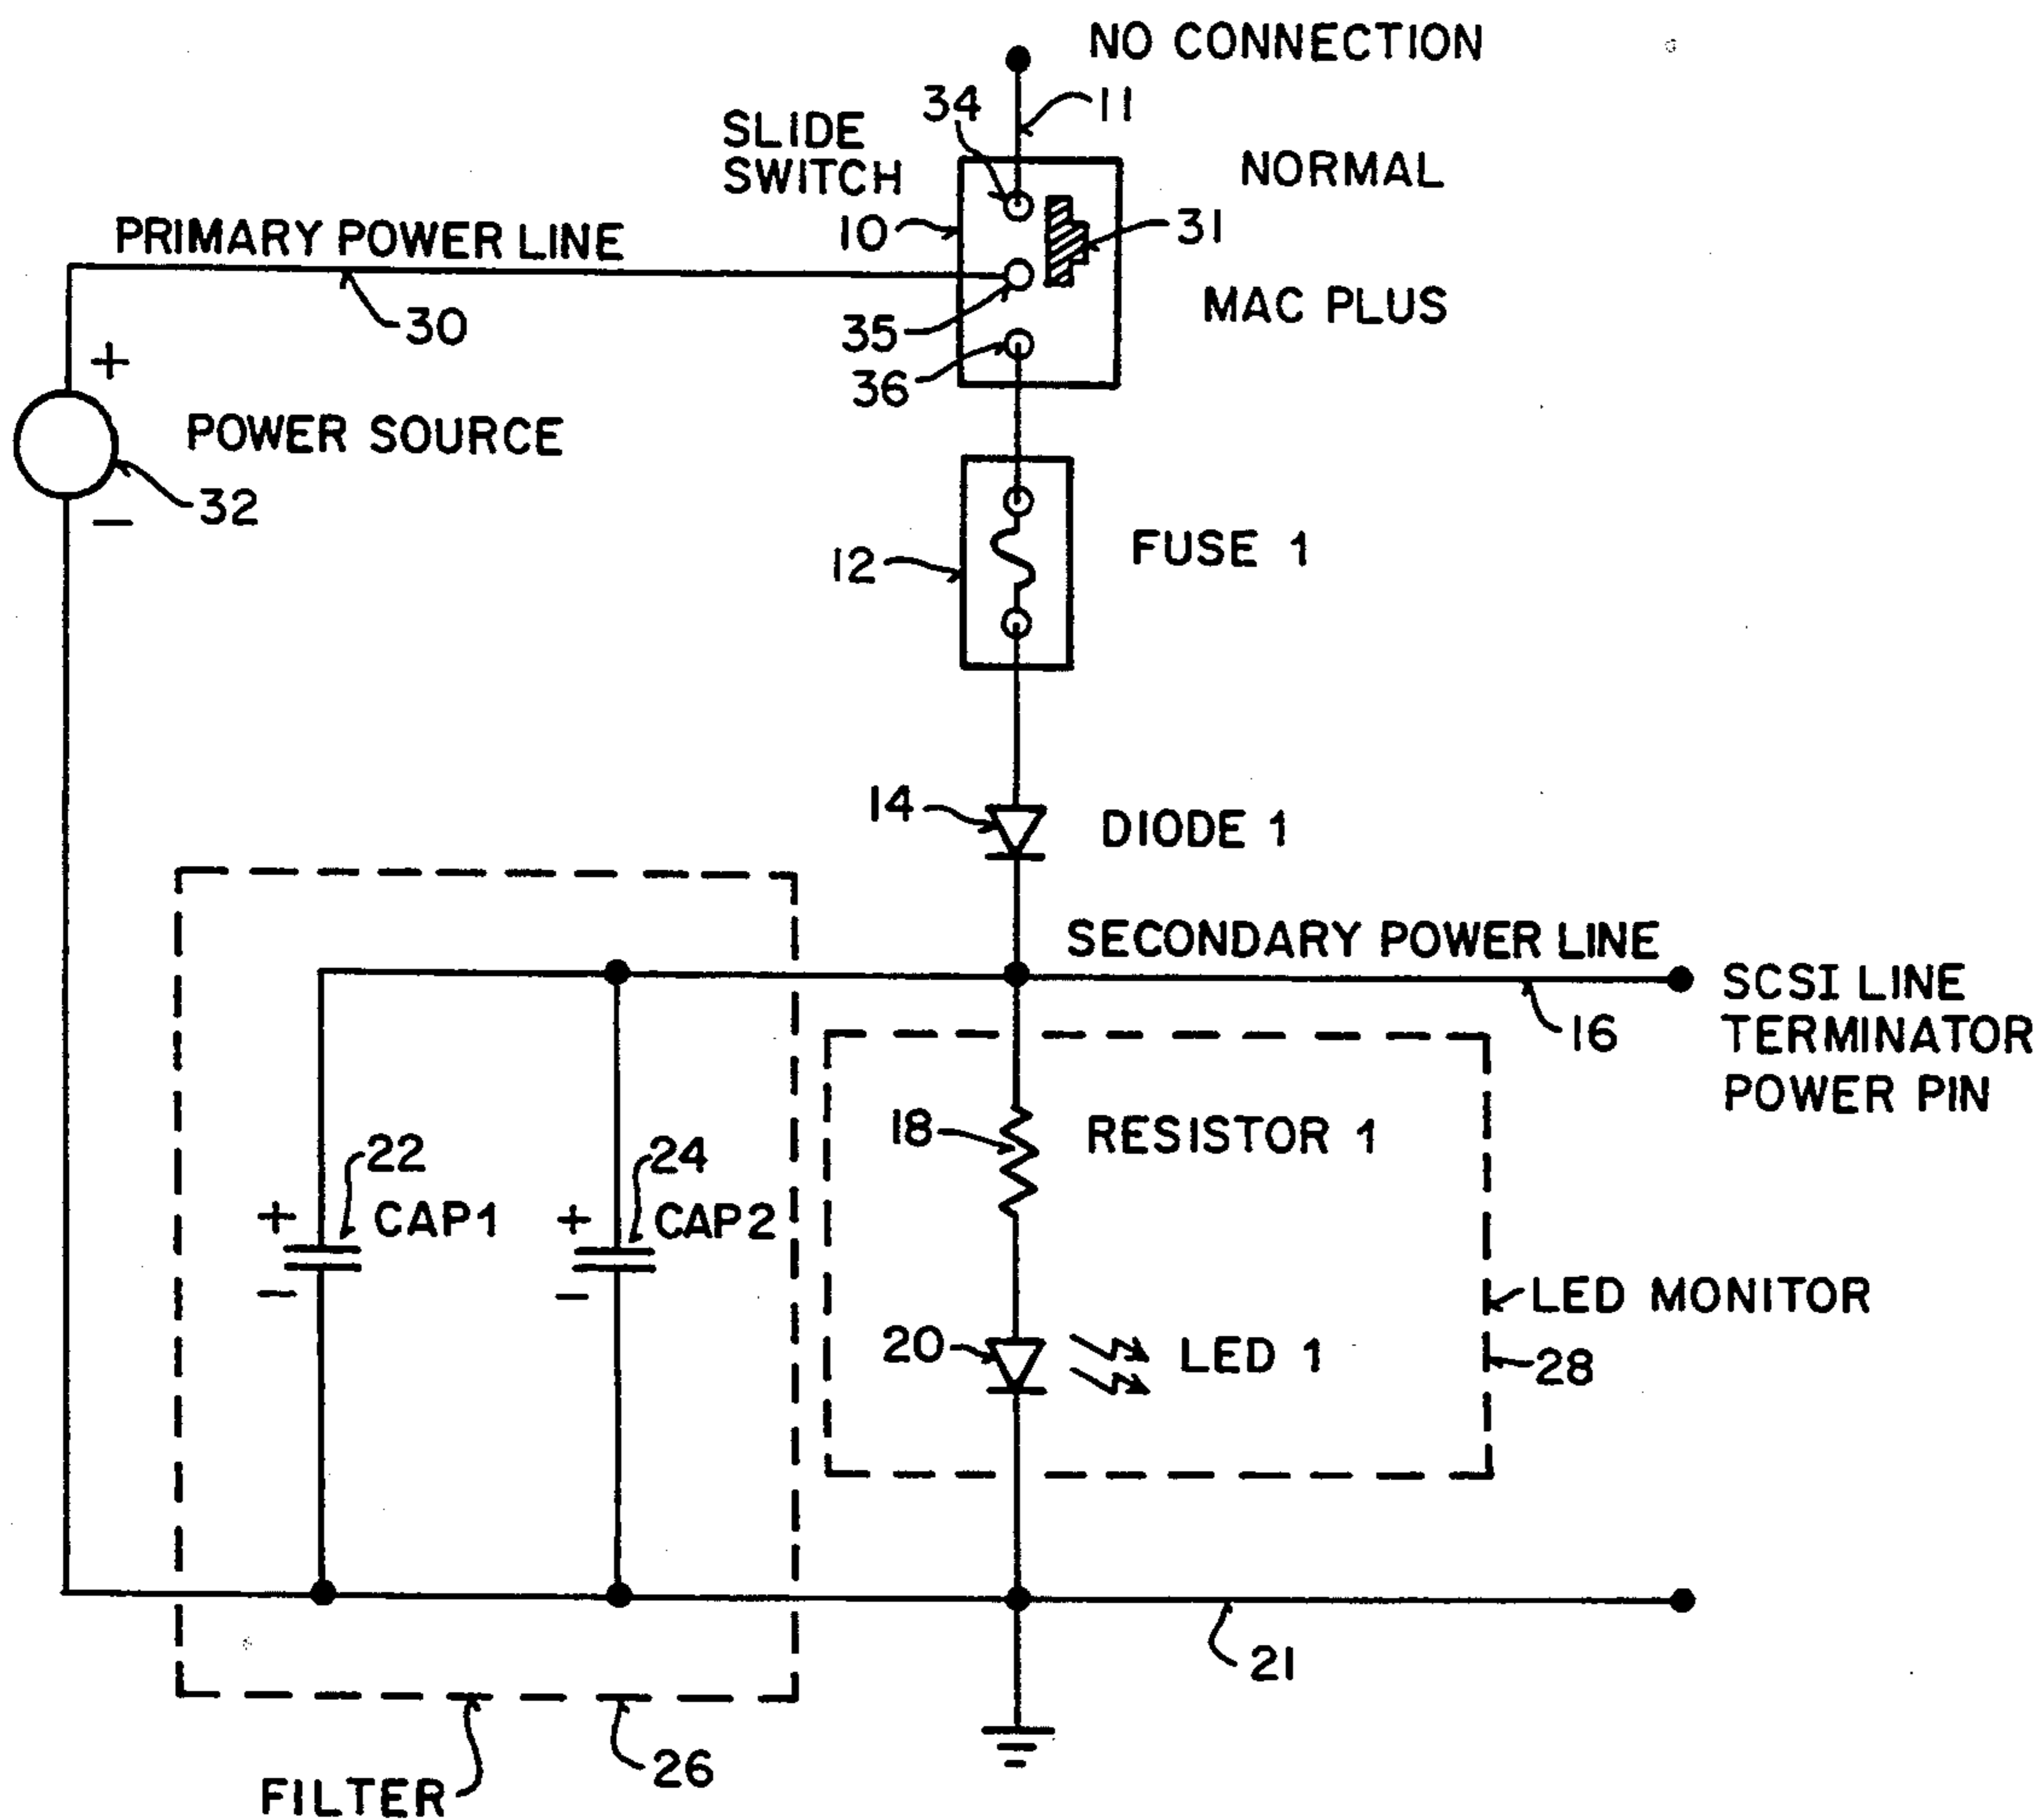 NO CONNECTION
34
11
SLIDE
SWITCH
NORMAL
10
31
PRIMARY POWER LINE
30
35
MAC PLUS
36
+
POWER SOURCE
32
−
12
FUSE 1
14
DIODE 1
SECONDARY POWER LINE
16
SCSI LINE
TERMINATOR
POWER PIN
18
RESISTOR 1
22
24
+
CAP1
+
CAP2
−
−
LED MONITOR
20
LED 1
28
21
26
FILTER